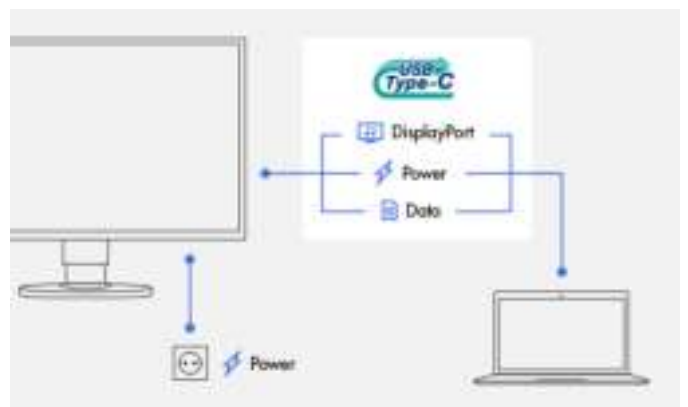 USB-
Type-C
DisplayPort
Power
Data
Power